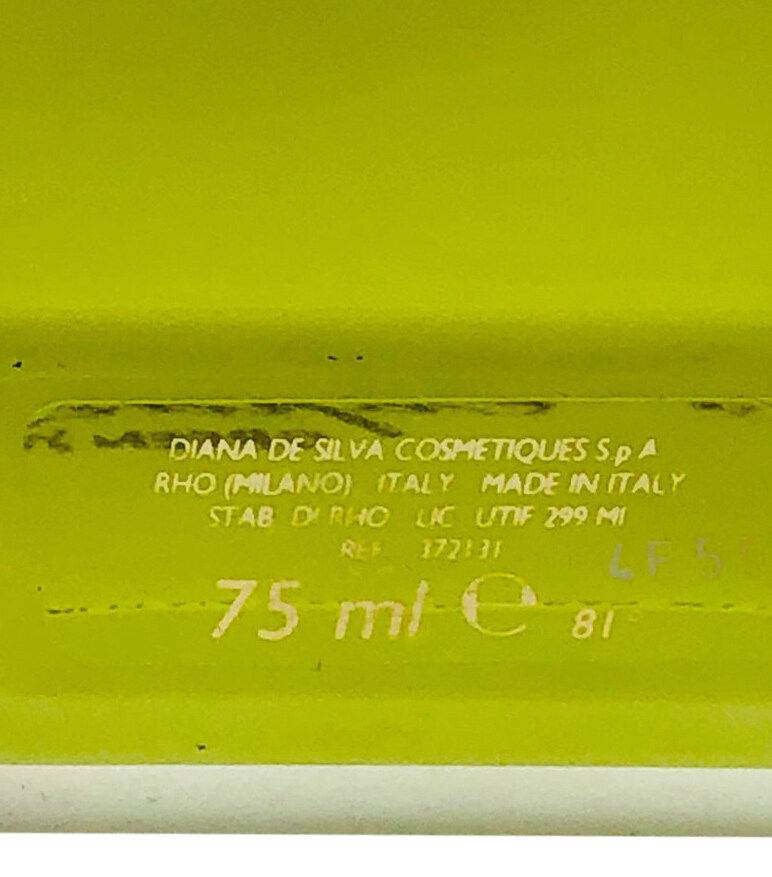 DIANA DE SILVA COSMETIQUES S p A
RHO (MILANO) ITALY MADE IN ITALY
STAB DI RHO LIC UTIF 299 MI
REF 372131
4F5
75 ml e 81°